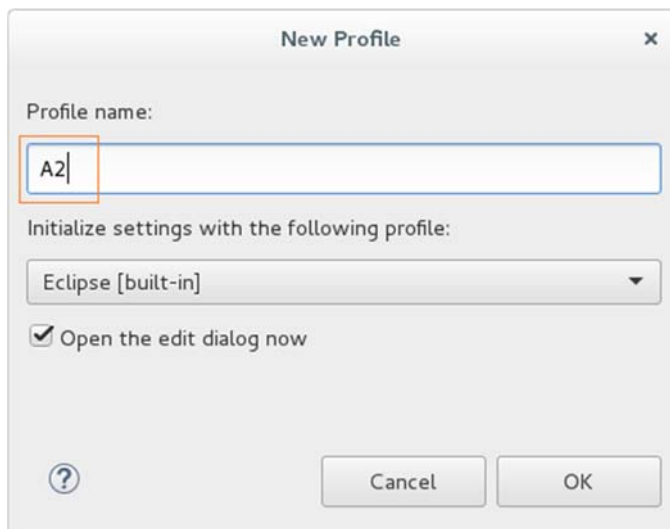 New Profile
Profile name:
A2
Initialize settings with the following profile:
Eclipse [built-in]
Open the edit dialog now
Cancel
OK